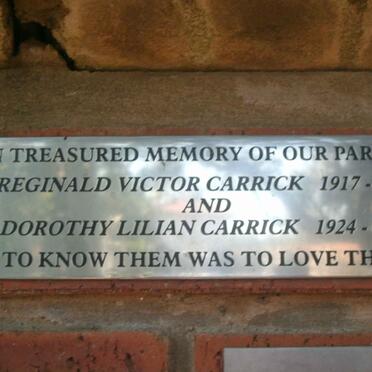 N TREASURED MEMORY OF OUR PAR
REGINALD VICTOR CARRICK 1917 -
AND
DOROTHY LILIAN CARRICK 1924 -
TO KNOW THEM WAS TO LOVE TH